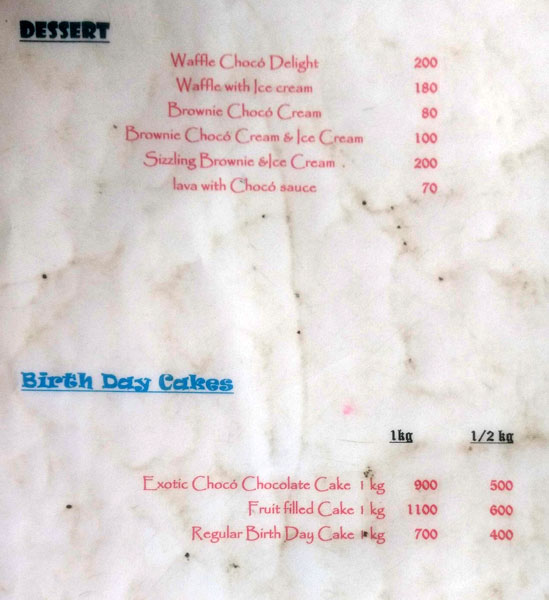 DESSERT
Waffle Chocó Delight 200
Waffle with Ice cream 180
Brownie Chocó Cream 80
Brownie Chocó Cream & Ice Cream 100
Sizzling Brownie &Ice Cream . 200
lava with Chocó sauce 70
Birth Day Cakes
1kg 1/2 kg
Exotic Chocó Chocolate Cake 1 kg 900 500
Fruit filled Cake 1 kg 1100 600
Regular Birth Day Cake 1 kg 700 400